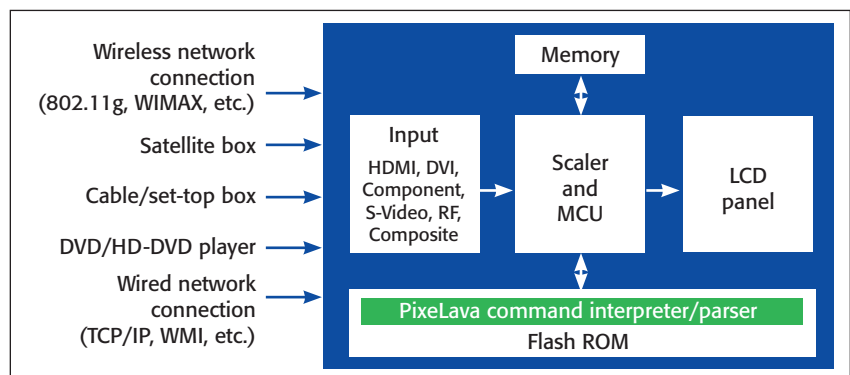 Wireless network
connection
(802.11g, WIMAX, etc.)
Satellite box
Cable/set-top box
DVD/HD-DVD player
Wired network
connection
(TCP/IP, WMI, etc.)
Input
HDMI, DVI,
Component,
S-Video, RF,
Composite
Memory
Scaler
and
MCU
LCD
panel
PixeLava command interpreter/parser
Flash ROM